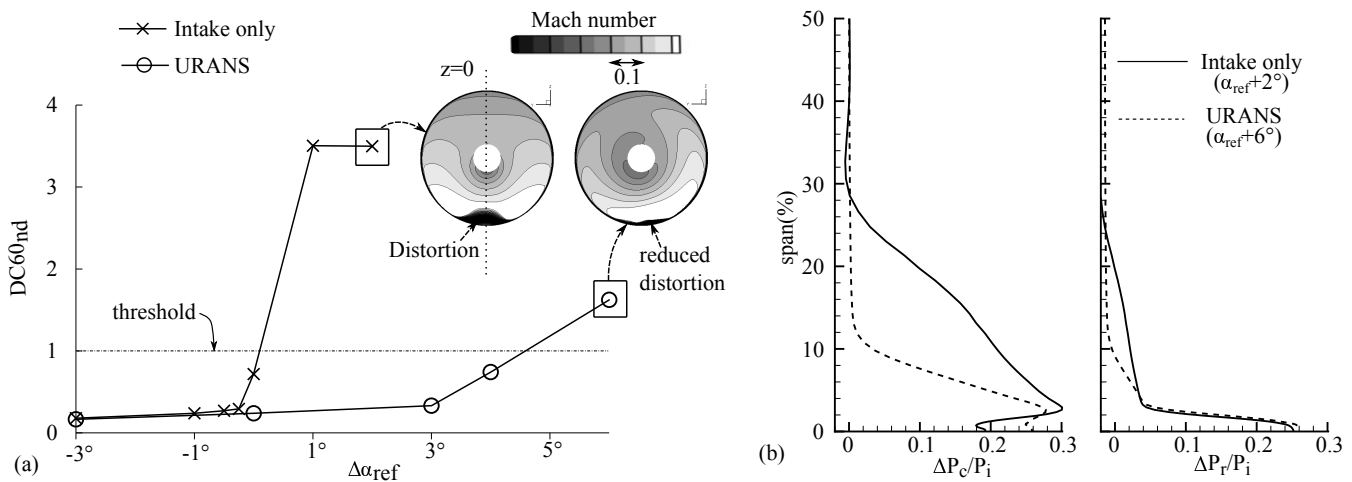 Intake only
URANS
Mach number
0.1
z=0
Distortion
reduced
distortion
threshold
DC60nd
4
3
2
1
0
-3°
-1°
1°
3°
5°
Δαref
(a)
50
40
30
20
10
0
span(%)
0
0.1
0.2
0.3
ΔPc/Pi
(b)
0
0.1
0.2
0.3
ΔPr/Pi
Intake only
(αref+2°)
URANS
(αref+6°)